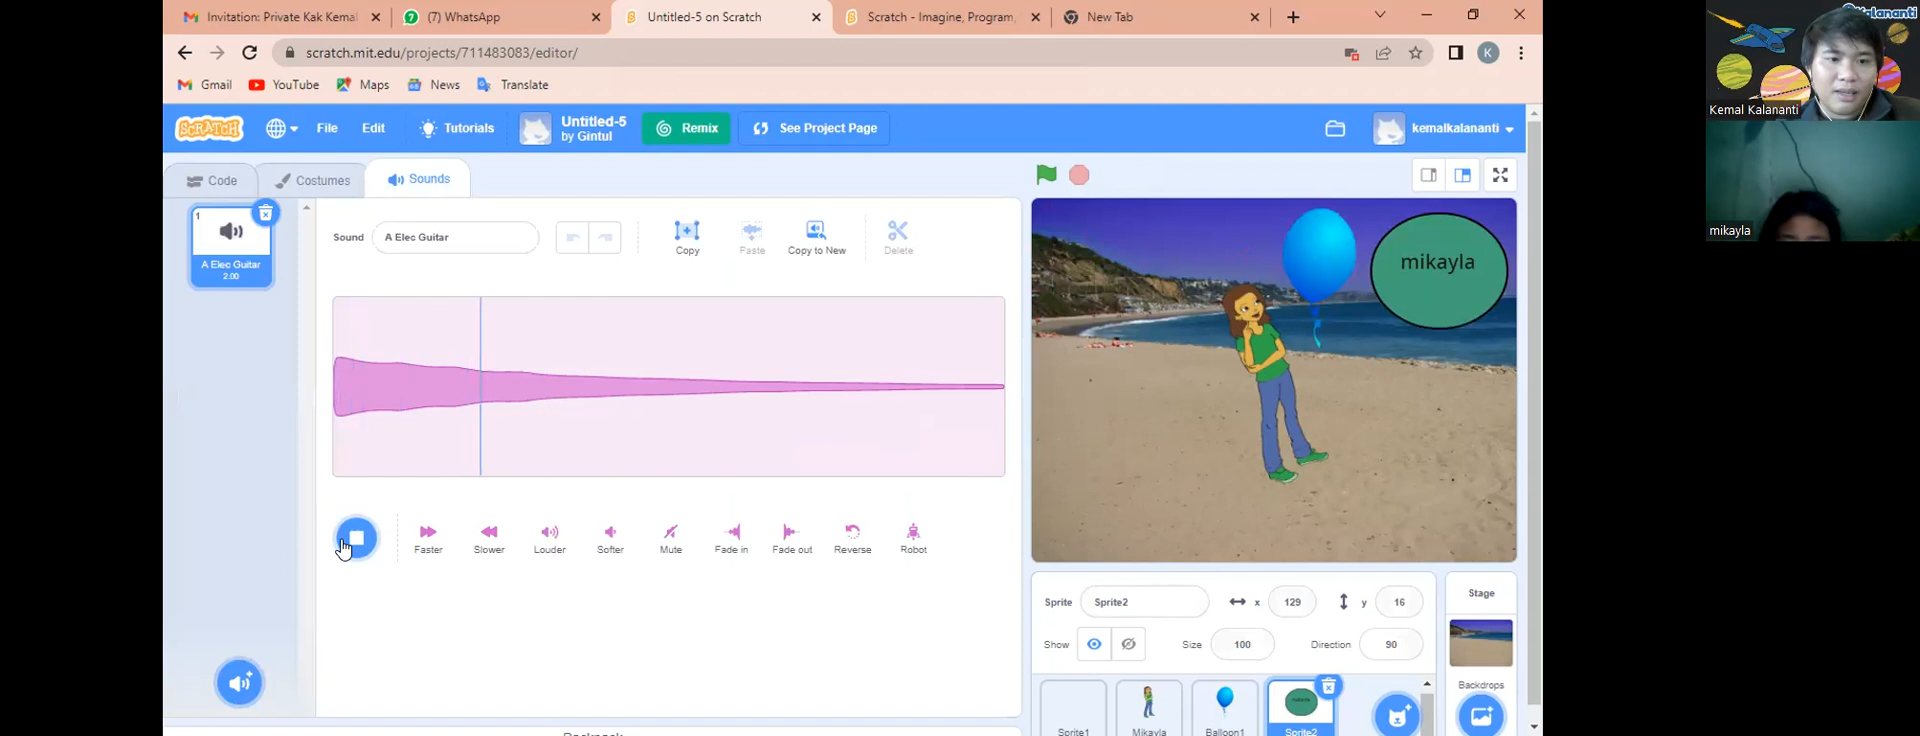 Invitation: Private Kak Kemal
(7) WhatsApp
Untitled-5 on Scratch
Scratch - Imagine, Program,
New Tab
scratch.mit.edu/projects/711483083/editor/
K
Gmail
YouTube
Maps
News
Translate
SCRATCH
File
Edit
Tutorials
Untitled-5
by Gintul
Remix
See Project Page
kemalkalananti
Code
Costumes
Sounds
1
A Elec Guitar
2.00
Sound
A Elec Guitar
Copy
Paste
Copy to New
Delete
Faster
Slower
Louder
Softer
Mute
Fade in
Fade out
Reverse
Robot
mikayla
Sprite
Sprite2
x
129
y
16
Show
Size
100
Direction
90
Stage
Backdrops
Sprite1
Mikayla
Balloon1
Sprite2
Kalananti
Kemal Kalananti
mikayla